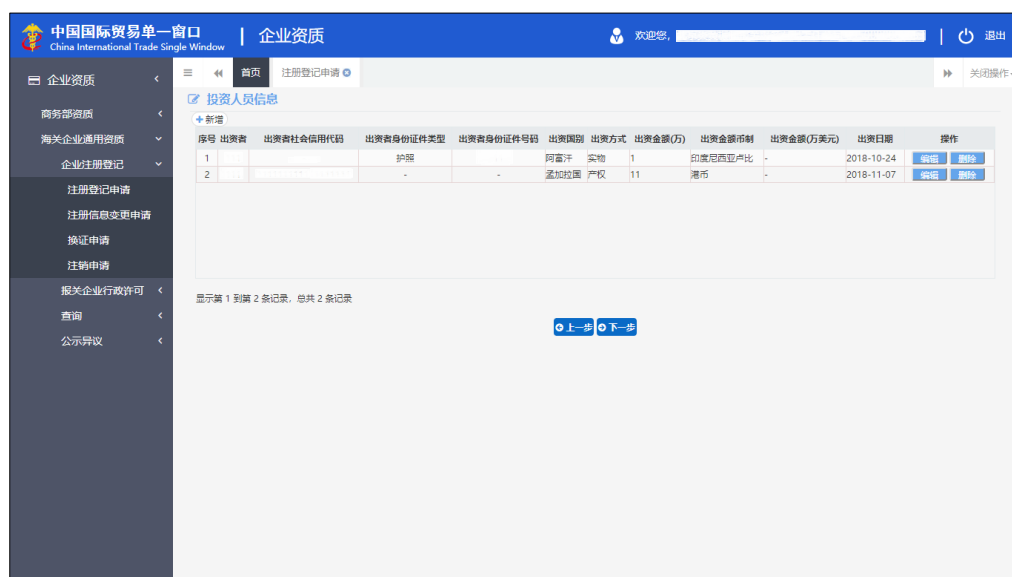 中国国际贸易单一窗口 | 企业资质
China International Trade Single Window
欢迎您,
退出
企业资质
首页 注册登记申请
关闭操作
投资人员信息
商务部资质
海关企业通用资质
企业注册登记
注册登记申请
注册信息变更申请
换证申请
注销申请
报关企业行政许可
查询
公示异议
+新增
序号 出资者 出资者社会信用代码 出资者身份证件类型 出资者身份证件号码 出资国别 出资方式 出资金额(万) 出资金额币制 出资金额(万美元) 出资日期 操作
1 护照 阿富汗 实物 1 印度尼西亚卢比 - 2018-10-24 编辑 删除
2 - - 孟加拉国 产权 11 港币 - 2018-11-07 编辑 删除
显示第 1 到第 2 条记录，总共 2 条记录
上一步 下一步